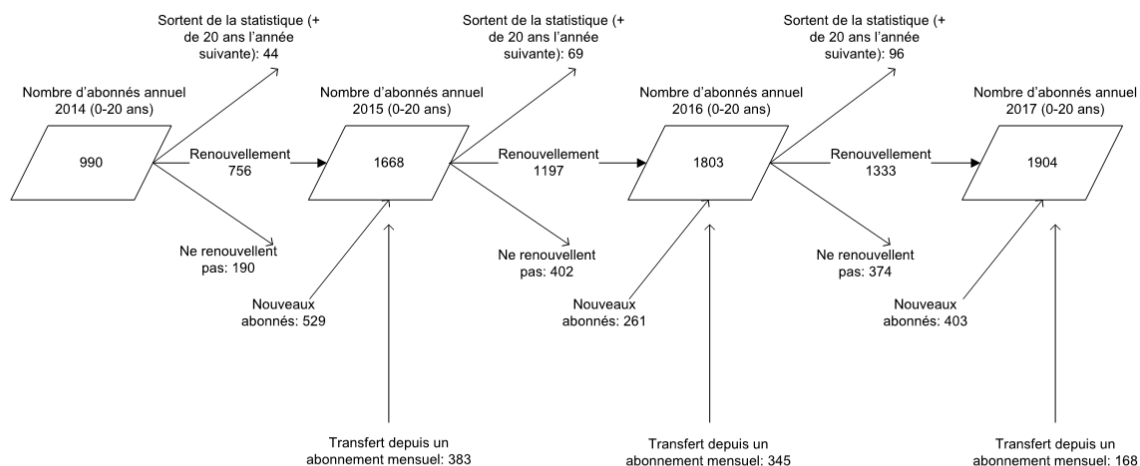 Sortent de la statistique (+
de 20 ans l'année
suivante): 44
Sortent de la statistique (+
de 20 ans l'année
suivante): 69
Sortent de la statistique (+
de 20 ans l'année
suivante): 96
Nombre d'abonnés annuel
2014 (0-20 ans)
990
Renouvellement
756
Nombre d'abonnés annuel
2015 (0-20 ans)
1668
Renouvellement
1197
Nombre d'abonnés annuel
2016 (0-20 ans)
1803
Renouvellement
1333
Nombre d'abonnés annuel
2017 (0-20 ans)
1904
Ne renouvellent
pas: 190
Ne renouvellent
pas: 402
Ne renouvellent
pas: 374
Nouveaux
abonnés: 529
Nouveaux
abonnés: 261
Nouveaux
abonnés: 403
Transfert depuis un
abonnement mensuel: 383
Transfert depuis un
abonnement mensuel: 345
Transfert depuis un
abonnement mensuel: 168